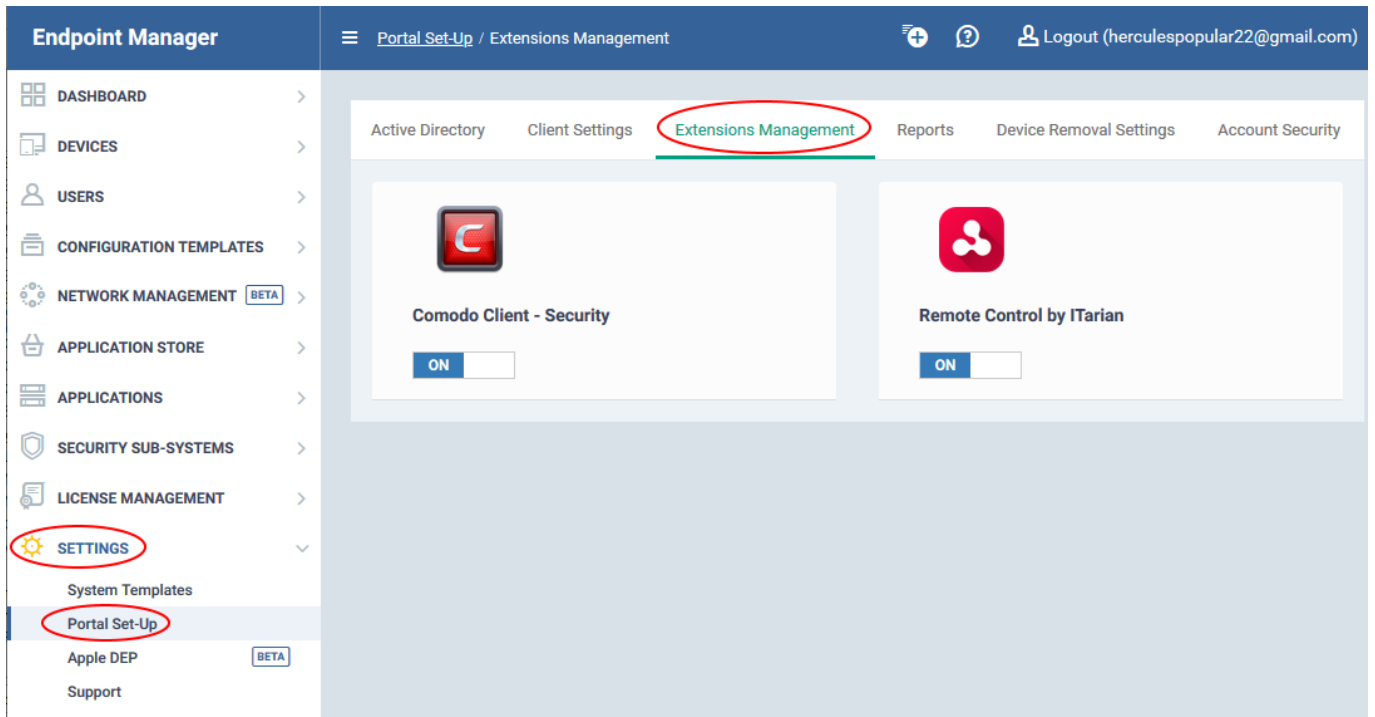 Endpoint Manager
Portal Set-Up / Extensions Management
Logout (herculespopular22@gmail.com)
DASHBOARD
DEVICES
USERS
CONFIGURATION TEMPLATES
NETWORK MANAGEMENT BETA
APPLICATION STORE
APPLICATIONS
SECURITY SUB-SYSTEMS
LICENSE MANAGEMENT
SETTINGS
System Templates
Portal Set-Up
Apple DEP BETA
Support
Active Directory Client Settings Extensions Management Reports Device Removal Settings Account Security
C
Comodo Client - Security
ON
Remote Control by ITarian
ON